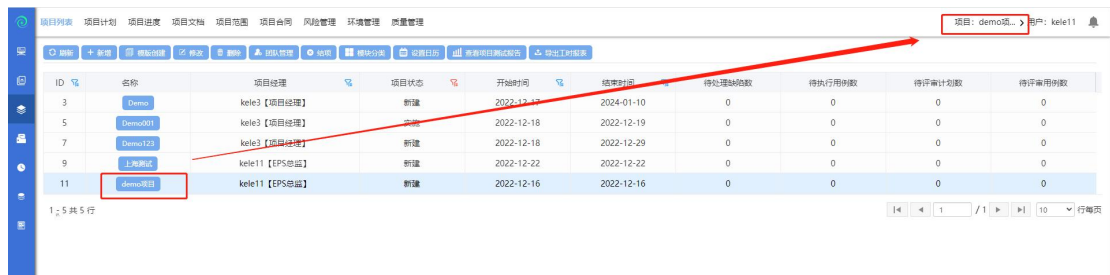 项目列表 项目计划 项目进度 项目文档 项目范围 项目合同 风险管理 环境管理 质量管理 项目: demo项... 用户: kele11
刷新 新增 模版创建 修改 删除 团队管理 结项 模块分类 设置日历 查看项目测试报告 导出工时报表
ID 名称 项目经理 项目状态 开始时间 结束时间 待处理缺陷数 待执行用例数 待评审计划数 待评审用例数
3 Demo kele3【项目经理】 新建 2022-12-17 2024-01-10 0 0 0 0
5 Demo001 kele3【项目经理】 实施 2022-12-18 2022-12-19 0 0 0 0
7 Demo123 kele3【项目经理】 新建 2022-12-18 2022-12-29 0 0 0 0
9 上海测试 kele11【EPS总监】 新建 2022-12-22 2022-12-22 0 0 0 0
11 demo项目 kele11【EPS总监】 新建 2022-12-16 2022-12-16 0 0 0 0
1 - 5 共 5 行 1 / 1 10 行每页